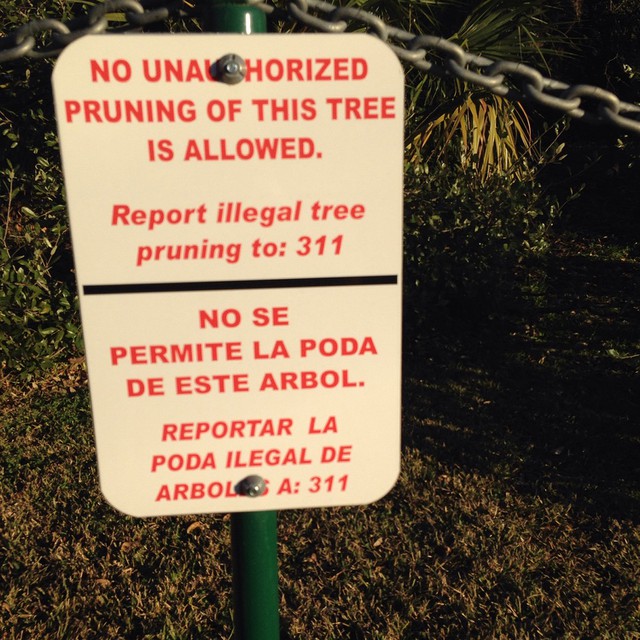 NO UNAUTHORIZED
PRUNING OF THIS TREE
IS ALLOWED.
Report illegal tree
pruning to: 311
NO SE
PERMITE LA PODA
DE ESTE ARBOL.
REPORTAR LA
PODA ILEGAL DE
ARBOLES A: 311